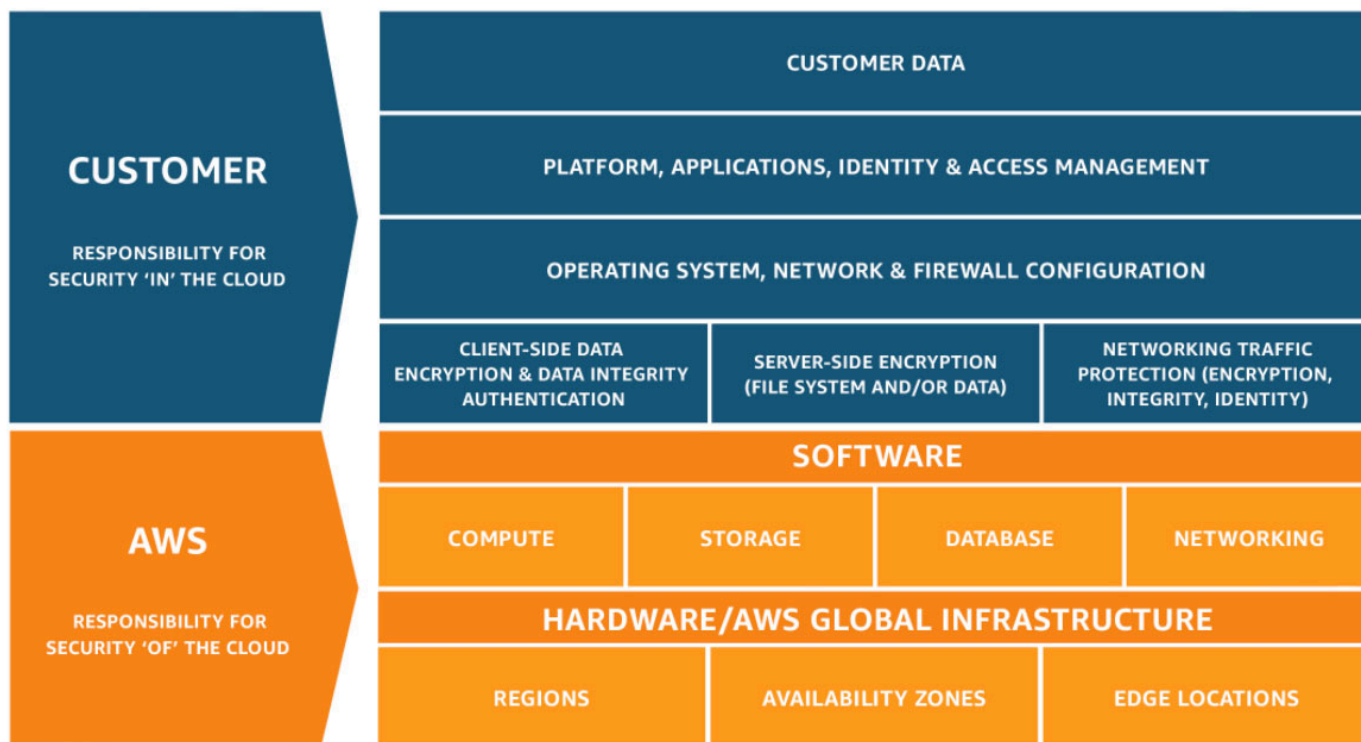 CUSTOMER
RESPONSIBILITY FOR
SECURITY ‘IN’ THE CLOUD
CUSTOMER DATA
PLATFORM, APPLICATIONS, IDENTITY & ACCESS MANAGEMENT
OPERATING SYSTEM, NETWORK & FIREWALL CONFIGURATION
CLIENT-SIDE DATA
ENCRYPTION & DATA INTEGRITY
AUTHENTICATION
SERVER-SIDE ENCRYPTION
(FILE SYSTEM AND/OR DATA)
NETWORKING TRAFFIC
PROTECTION (ENCRYPTION,
INTEGRITY, IDENTITY)
AWS
RESPONSIBILITY FOR
SECURITY ‘OF’ THE CLOUD
SOFTWARE
COMPUTE
STORAGE
DATABASE
NETWORKING
HARDWARE/AWS GLOBAL INFRASTRUCTURE
REGIONS
AVAILABILITY ZONES
EDGE LOCATIONS